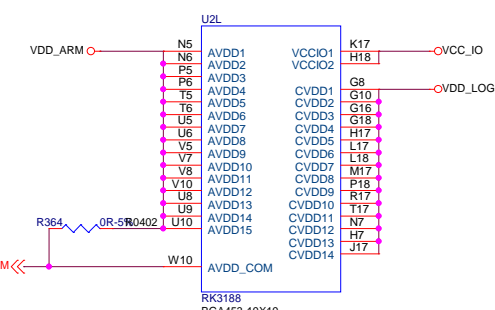 U2L
VDD_ARM
N5 AVDD1
N6 AVDD2
P5 AVDD3
P6 AVDD4
T5 AVDD5
T6 AVDD6
U5 AVDD7
U6 AVDD8
V5 AVDD9
V7 AVDD10
V8 AVDD11
V10 AVDD12
U8 AVDD13
U9 AVDD14
U10 AVDD15
W10 AVDD_COM
R364 0R-5% R0402
M
VCCIO1 K17 VCC_IO
VCCIO2 H18
CVDD1 G8 VDD_LOG
CVDD2 G10
CVDD3 G16
CVDD4 G18
CVDD5 H17
CVDD6 L17
CVDD7 L18
CVDD8 M17
CVDD9 P18
CVDD10 R17
CVDD11 T17
CVDD12 N7
CVDD13 H7
CVDD14 J17
RK3188